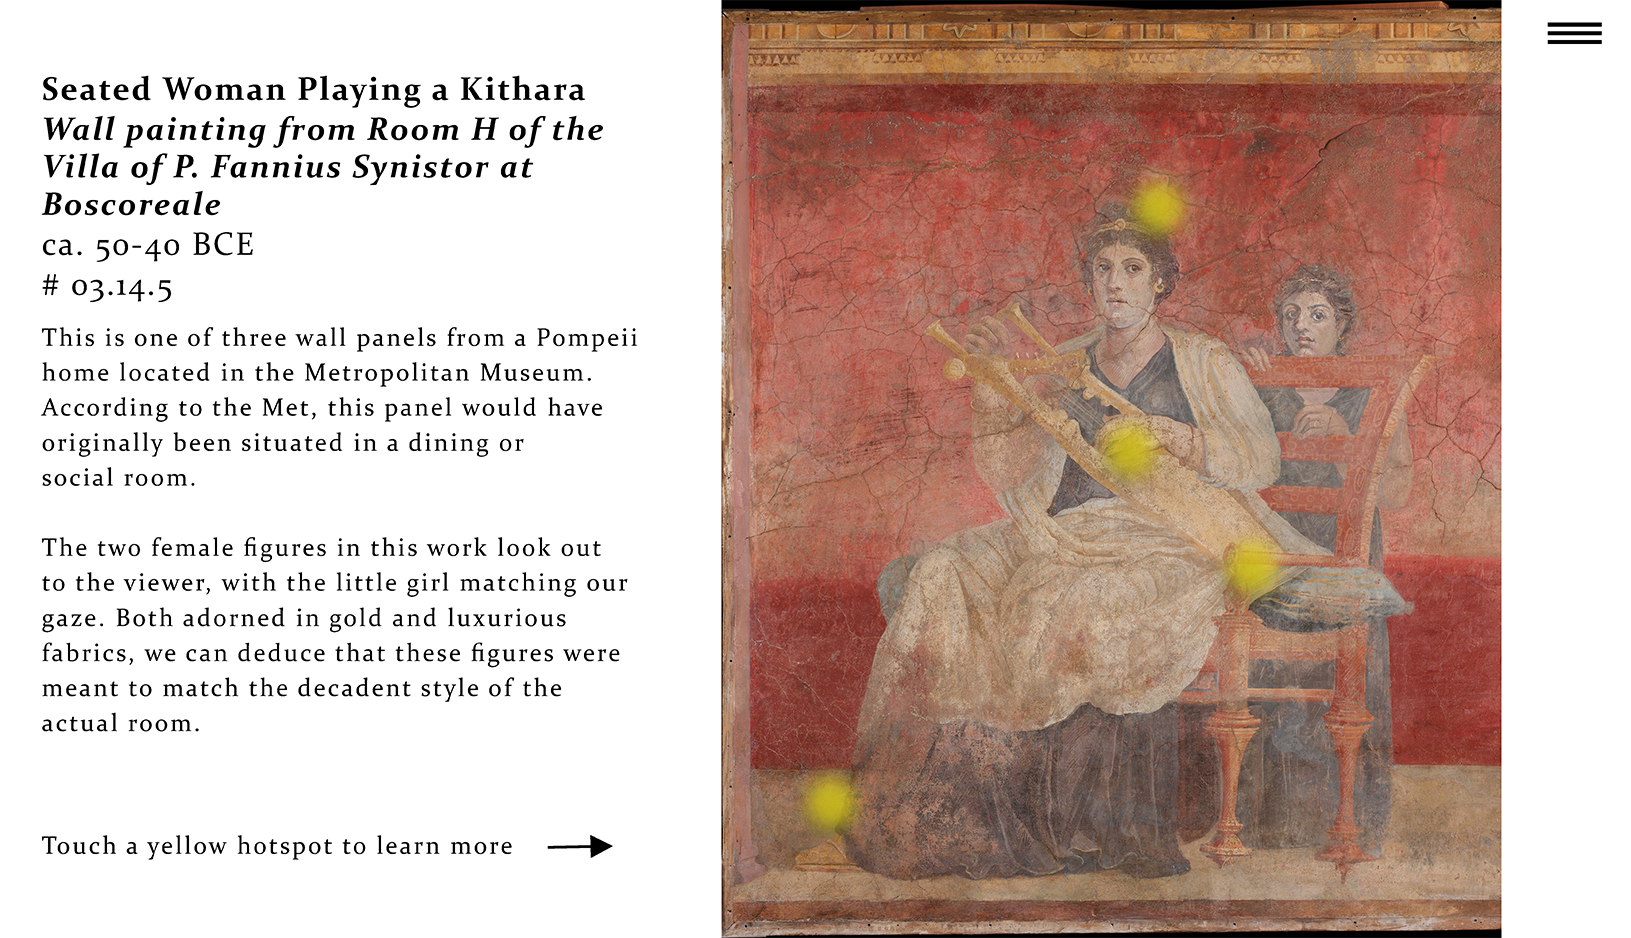 Seated Woman Playing a Kithara
Wall painting from Room H of the
Villa of P. Fannius Synistor at
Boscoreale
ca. 50-40 BCE
# 03.14.5
This is one of three wall panels from a Pompeii
home located in the Metropolitan Museum.
According to the Met, this panel would have
originally been situated in a dining or
social room.
The two female figures in this work look out
to the viewer, with the little girl matching our
gaze. Both adorned in gold and luxurious
fabrics, we can deduce that these figures were
meant to match the decadent style of the
actual room.
Touch a yellow hotspot to learn more